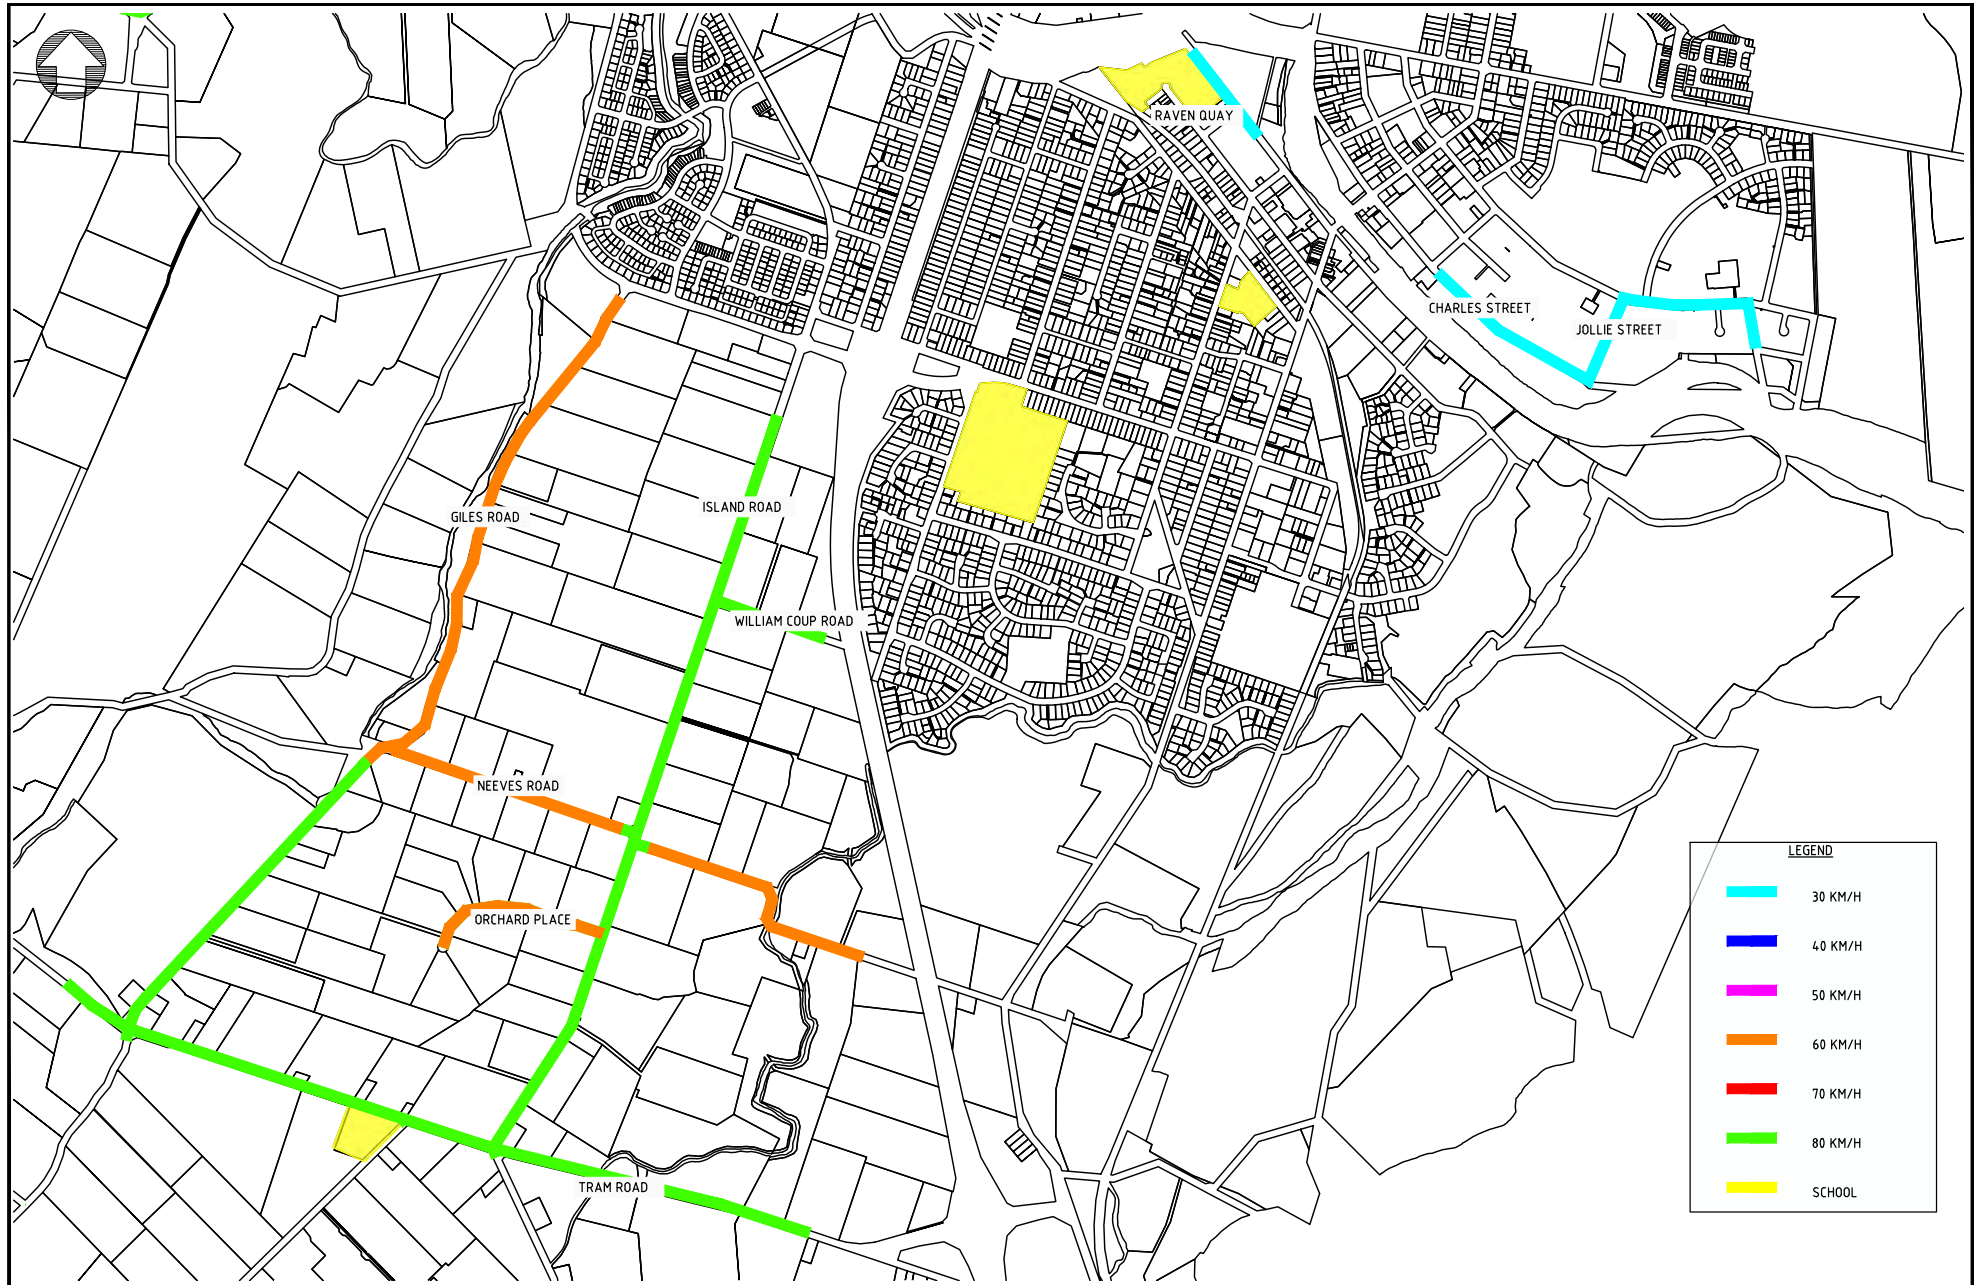 RAVEN QUAY
CHARLES STREET
JOLLIE STREET
GILES ROAD
ISLAND ROAD
WILLIAM COUP ROAD
NEEVES ROAD
ORCHARD PLACE
TRAM ROAD
LEGEND
30 KM/H
40 KM/H
50 KM/H
60 KM/H
70 KM/H
80 KM/H
SCHOOL